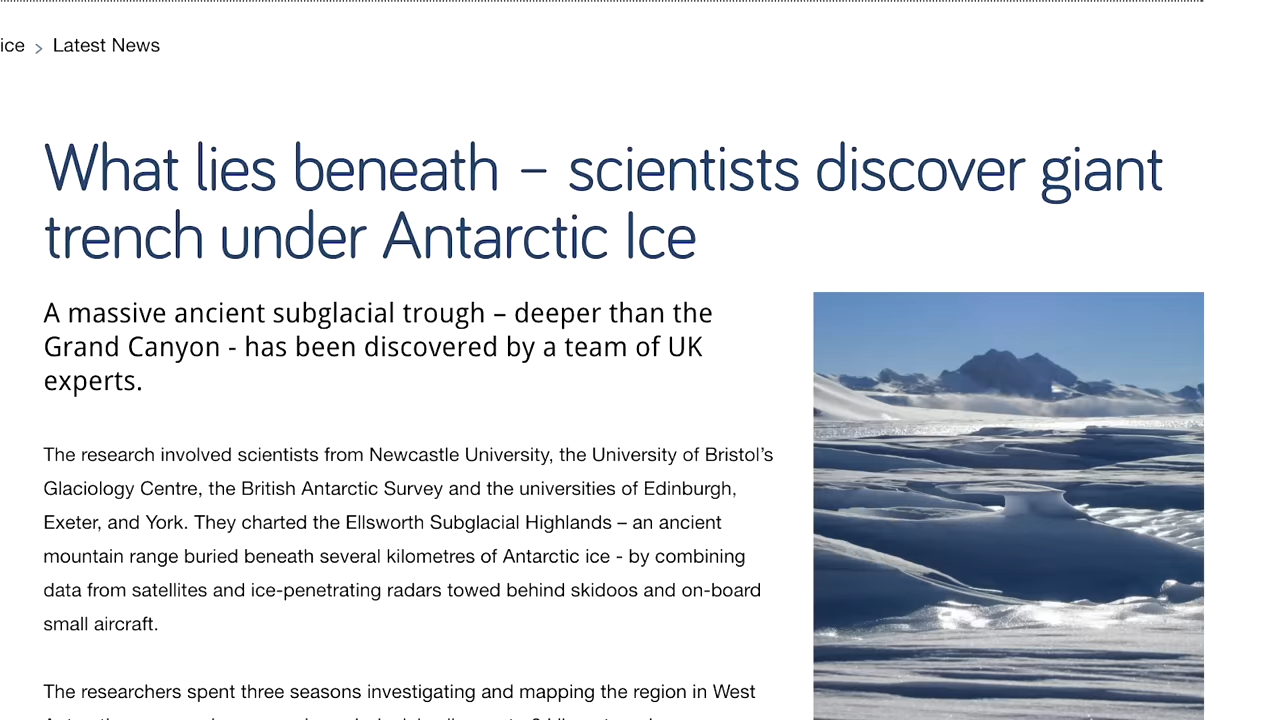 ice > Latest News
What lies beneath – scientists discover giant
trench under Antarctic Ice
A massive ancient subglacial trough – deeper than the
Grand Canyon - has been discovered by a team of UK
experts.
The research involved scientists from Newcastle University, the University of Bristol's
Glaciology Centre, the British Antarctic Survey and the universities of Edinburgh,
Exeter, and York. They charted the Ellsworth Subglacial Highlands – an ancient
mountain range buried beneath several kilometres of Antarctic ice - by combining
data from satellites and ice-penetrating radars towed behind skidoos and on-board
small aircraft.
The researchers spent three seasons investigating and mapping the region in West